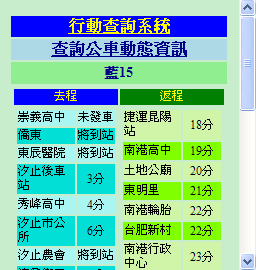 行動查詢系統
查詢公車動態資訊
藍15
去程 返程
崇義高中 未發車
僑東 將到站
東辰醫院 將到站
汐止後車
站 3分
秀峰高中 4分
汐止市公
所 6分
汐止農會 將到站
捷運昆陽
站 18分
南港高中 19分
土地公廟 20分
東明里 21分
南港輪胎 22分
台肥新村 22分
南港行政
中心 23分